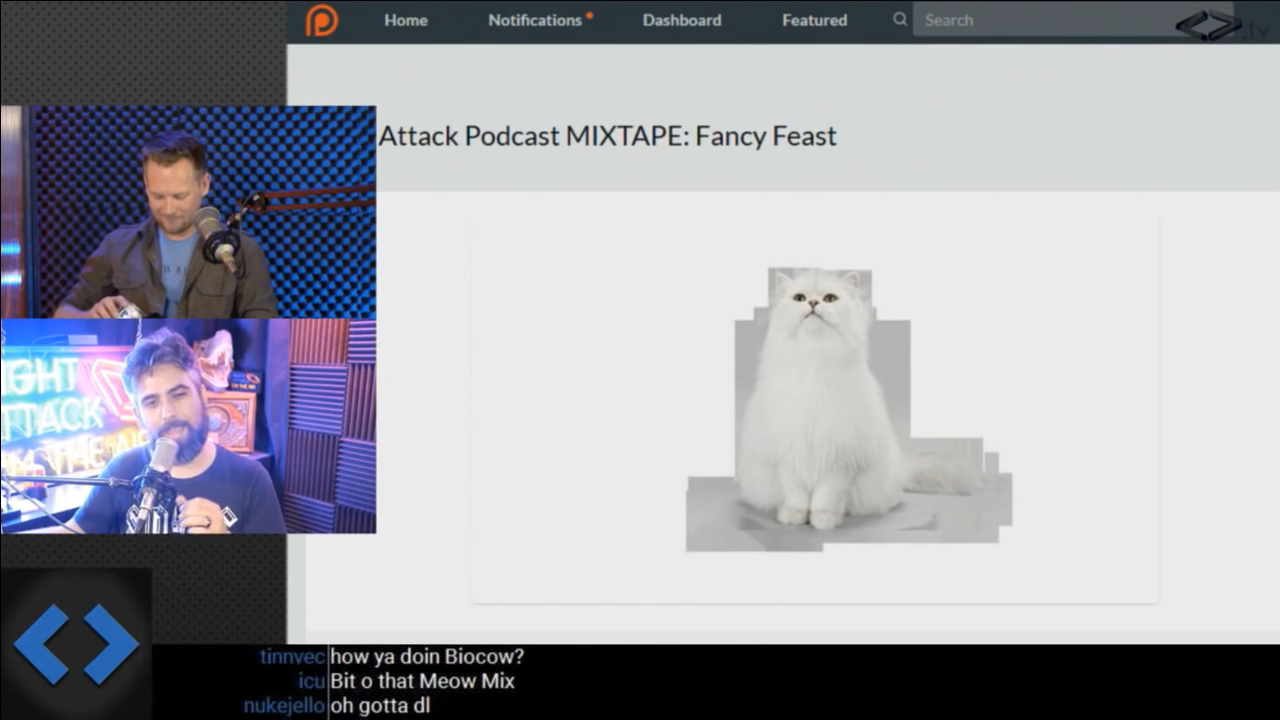 Home Notifications Dashboard Featured Search
.tv
Attack Podcast MIXTAPE: Fancy Feast
tinnvec how ya doin Biocow?
icu Bit o that Meow Mix
nukejello oh gotta dl